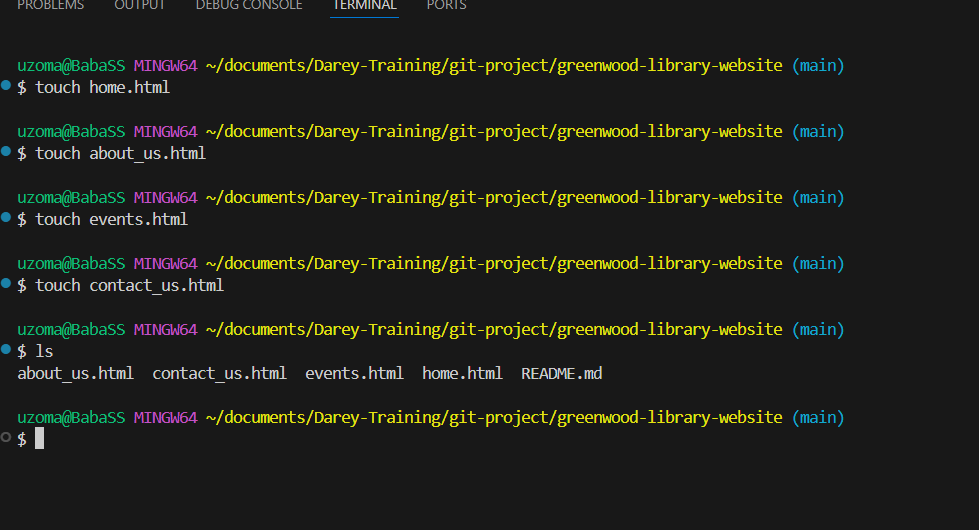 PROBLEMS OUTPUT DEBUG CONSOLE TERMINAL PORTS
uzoma@BabaSS MINGW64 ~/documents/Darey-Training/git-project/greenwood-library-website (main)
$ touch home.html
uzoma@BabaSS MINGW64 ~/documents/Darey-Training/git-project/greenwood-library-website (main)
$ touch about_us.html
uzoma@BabaSS MINGW64 ~/documents/Darey-Training/git-project/greenwood-library-website (main)
$ touch events.html
uzoma@BabaSS MINGW64 ~/documents/Darey-Training/git-project/greenwood-library-website (main)
$ touch contact_us.html
uzoma@BabaSS MINGW64 ~/documents/Darey-Training/git-project/greenwood-library-website (main)
$ ls
about_us.html  contact_us.html  events.html  home.html  README.md
uzoma@BabaSS MINGW64 ~/documents/Darey-Training/git-project/greenwood-library-website (main)
$